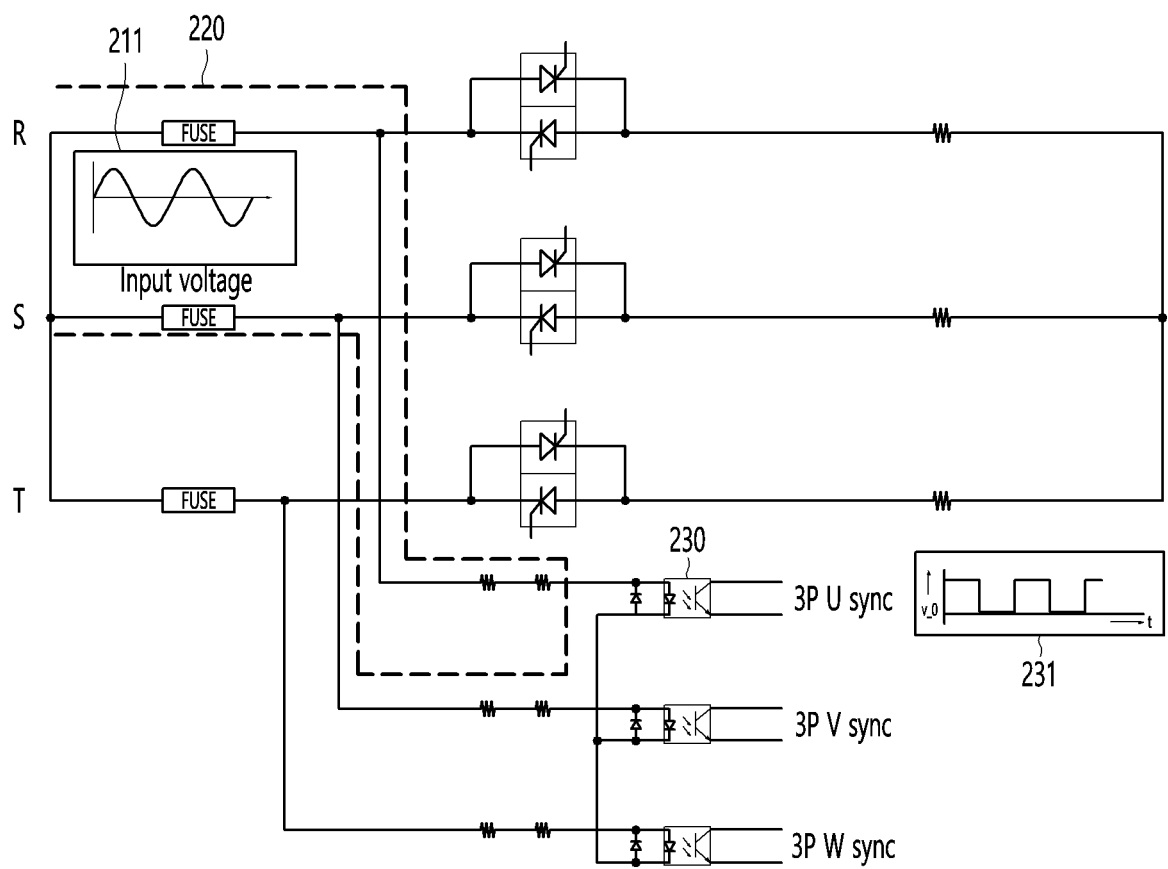 211
220
R
FUSE
Input voltage
S
FUSE
T
FUSE
230
3P U sync
v_0
t
231
3P V sync
3P W sync